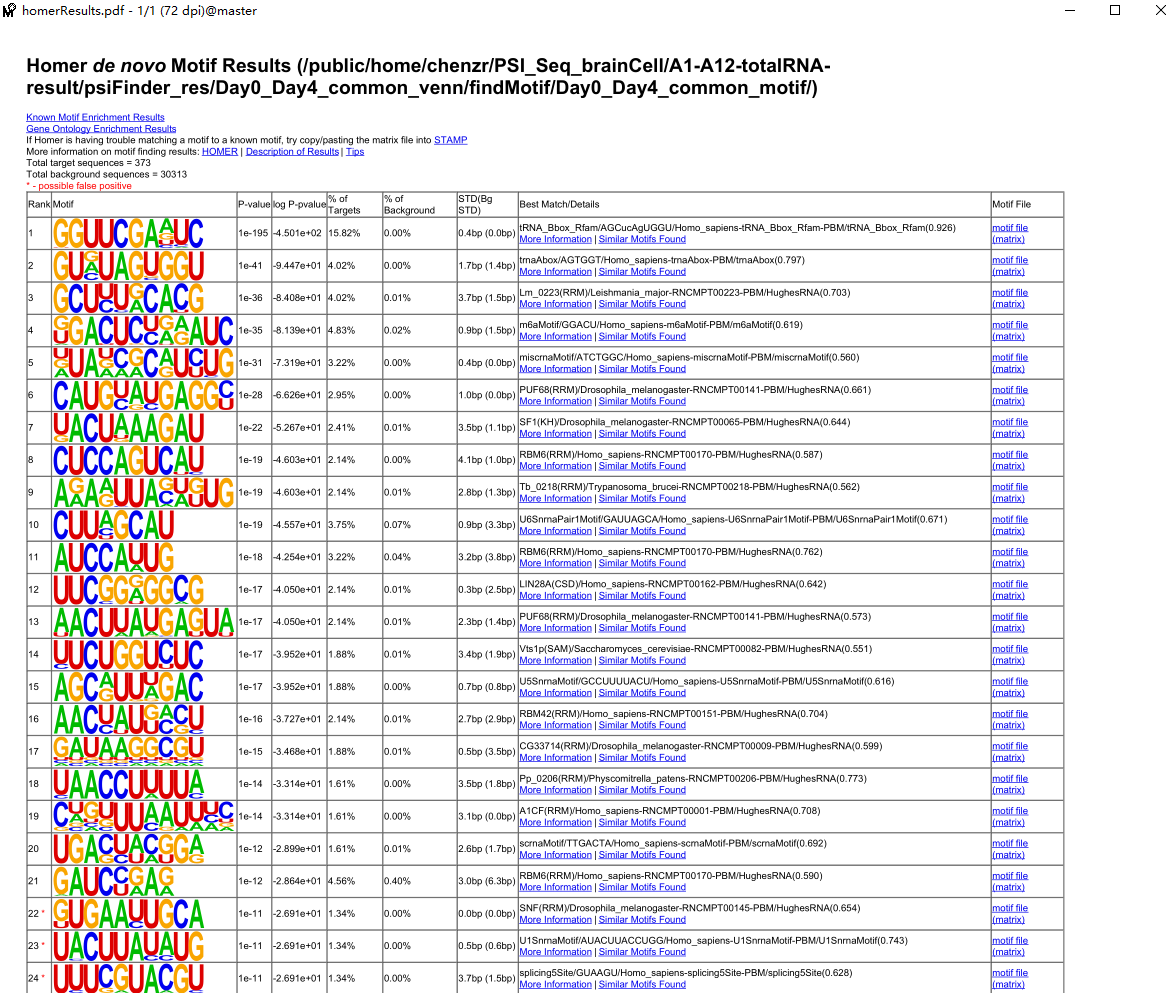 homerResults.pdf - 1/1 (72 dpi)@master
Homer de novo Motif Results (/public/home/chenzr/PSI_Seq_brainCell/A1-A12-totalRNA-
result/psiFinder_res/Day0_Day4_common_venn/findMotif/Day0_Day4_common_motif/)
Known Motif Enrichment Results
Gene Ontology Enrichment Results
If Homer is having trouble matching a motif to a known motif, try copy/pasting the matrix file into STAMP
More information on motif finding results: HOMER | Description of Results | Tips
Total target sequences = 373
Total background sequences = 30313
* - possible false positive
Rank Motif P-value log P-pvalue % of Targets % of Background STD(Bg STD) Best Match/Details Motif File
1 GGUUCGAAUC 1e-195 -4.501e+02 15.82% 0.00% 0.4bp (0.0bp) tRNA_Bbox_Rfam/AGCucAgUGGU/Homo_sapiens-tRNA_Bbox_Rfam-PBM/tRNA_Bbox_Rfam(0.926) motif file
More Information | Similar Motifs Found (matrix)
2 GUGUAGUGGU 1e-41 -9.447e+01 4.02% 0.00% 1.7bp (1.4bp) trnaAbox/AGTGGT/Homo_sapiens-trnaAbox-PBM/trnaAbox(0.797) motif file
More Information | Similar Motifs Found (matrix)
3 GCUUUGCACG 1e-36 -8.408e+01 4.02% 0.01% 3.7bp (1.5bp) Lm_0223(RRM)/Leishmania_major-RNCMPT00223-PBM/HughesRNA(0.703) motif file
More Information | Similar Motifs Found (matrix)
4 GGACUCUGAAUC 1e-35 -8.139e+01 4.83% 0.02% 0.9bp (1.5bp) m6aMotif/GGACU/Homo_sapiens-m6aMotif-PBM/m6aMotif(0.619) motif file
More Information | Similar Motifs Found (matrix)
5 UUAUCGCAUCUG 1e-31 -7.319e+01 3.22% 0.00% 0.4bp (0.0bp) miscrnaMotif/ATCTGGC/Homo_sapiens-miscrnaMotif-PBM/miscrnaMotif(0.560) motif file
More Information | Similar Motifs Found (matrix)
6 CAUGUAUGAGGC 1e-28 -6.626e+01 2.95% 0.00% 1.0bp (0.0bp) PUF68(RRM)/Drosophila_melanogaster-RNCMPT00141-PBM/HughesRNA(0.661) motif file
More Information | Similar Motifs Found (matrix)
7 UACUAAAGAU 1e-22 -5.267e+01 2.41% 0.01% 3.5bp (1.1bp) SF1(KH)/Drosophila_melanogaster-RNCMPT00065-PBM/HughesRNA(0.644) motif file
More Information | Similar Motifs Found (matrix)
8 CUCCAGUCAU 1e-19 -4.603e+01 2.14% 0.00% 4.1bp (1.0bp) RBM6(RRM)/Homo_sapiens-RNCMPT00170-PBM/HughesRNA(0.587) motif file
More Information | Similar Motifs Found (matrix)
9 AGAAUUACAUUG 1e-19 -4.603e+01 2.14% 0.01% 2.8bp (1.3bp) Tb_0218(RRM)/Trypanosoma_brucei-RNCMPT00218-PBM/HughesRNA(0.562) motif file
More Information | Similar Motifs Found (matrix)
10 CUUAGCAU 1e-19 -4.557e+01 3.75% 0.07% 0.9bp (3.3bp) U6SnrnaPair1Motif/GAUUAGCA/Homo_sapiens-U6SnrnaPair1Motif-PBM/U6SnrnaPair1Motif(0.671) motif file
More Information | Similar Motifs Found (matrix)
11 AUCCAUUG 1e-18 -4.254e+01 3.22% 0.04% 3.2bp (3.8bp) RBM6(RRM)/Homo_sapiens-RNCMPT00170-PBM/HughesRNA(0.762) motif file
More Information | Similar Motifs Found (matrix)
12 UUCGGGAGGCG 1e-17 -4.050e+01 2.14% 0.01% 0.3bp (2.5bp) LIN28A(CSD)/Homo_sapiens-RNCMPT00162-PBM/HughesRNA(0.642) motif file
More Information | Similar Motifs Found (matrix)
13 AACUUAUGAGUA 1e-17 -4.050e+01 2.14% 0.01% 2.3bp (1.4bp) PUF68(RRM)/Drosophila_melanogaster-RNCMPT00141-PBM/HughesRNA(0.573) motif file
More Information | Similar Motifs Found (matrix)
14 UUCUGGUCUC 1e-17 -3.952e+01 1.88% 0.01% 3.4bp (1.9bp) Vts1p(SAM)/Saccharomyces_cerevisiae-RNCMPT00082-PBM/HughesRNA(0.551) motif file
More Information | Similar Motifs Found (matrix)
15 AGCAUUUGAC 1e-17 -3.952e+01 1.88% 0.00% 0.7bp (0.8bp) U5SnrnaMotif/GCCUUUUACU/Homo_sapiens-U5SnrnaMotif-PBM/U5SnrnaMotif(0.616) motif file
More Information | Similar Motifs Found (matrix)
16 AACUAUGACU 1e-16 -3.727e+01 2.14% 0.01% 2.7bp (2.9bp) RBM42(RRM)/Homo_sapiens-RNCMPT00151-PBM/HughesRNA(0.704) motif file
More Information | Similar Motifs Found (matrix)
17 GAUAAGGCGU 1e-15 -3.468e+01 1.88% 0.01% 0.5bp (3.5bp) CG33714(RRM)/Drosophila_melanogaster-RNCMPT00009-PBM/HughesRNA(0.599) motif file
More Information | Similar Motifs Found (matrix)
18 UAACCUUUUA 1e-14 -3.314e+01 1.61% 0.00% 3.5bp (1.8bp) Pp_0206(RRM)/Physcomitrella_patens-RNCMPT00206-PBM/HughesRNA(0.773) motif file
More Information | Similar Motifs Found (matrix)
19 CAGUUUAAUUUC 1e-14 -3.314e+01 1.61% 0.00% 3.1bp (0.0bp) A1CF(RRM)/Homo_sapiens-RNCMPT00001-PBM/HughesRNA(0.708) motif file
More Information | Similar Motifs Found (matrix)
20 UGACUACGGA 1e-12 -2.899e+01 1.61% 0.01% 2.6bp (1.7bp) scrnaMotif/TTGACTA/Homo_sapiens-scrnaMotif-PBM/scrnaMotif(0.692) motif file
More Information | Similar Motifs Found (matrix)
21 GAUCCGAG 1e-12 -2.864e+01 4.56% 0.40% 3.0bp (6.3bp) RBM6(RRM)/Homo_sapiens-RNCMPT00170-PBM/HughesRNA(0.590) motif file
More Information | Similar Motifs Found (matrix)
22 * GUGAAUUGCA 1e-11 -2.691e+01 1.34% 0.00% 0.0bp (0.0bp) SNF(RRM)/Drosophila_melanogaster-RNCMPT00145-PBM/HughesRNA(0.654) motif file
More Information | Similar Motifs Found (matrix)
23 * UACUUAUAUG 1e-11 -2.691e+01 1.34% 0.00% 0.5bp (0.6bp) U1SnrnaMotif/AUACUUACCUGG/Homo_sapiens-U1SnrnaMotif-PBM/U1SnrnaMotif(0.743) motif file
More Information | Similar Motifs Found (matrix)
24 * UUUCGUACGU 1e-11 -2.691e+01 1.34% 0.00% 3.7bp (1.5bp) splicing5Site/GUAAGU/Homo_sapiens-splicing5Site-PBM/splicing5Site(0.628) motif file
More Information | Similar Motifs Found (matrix)